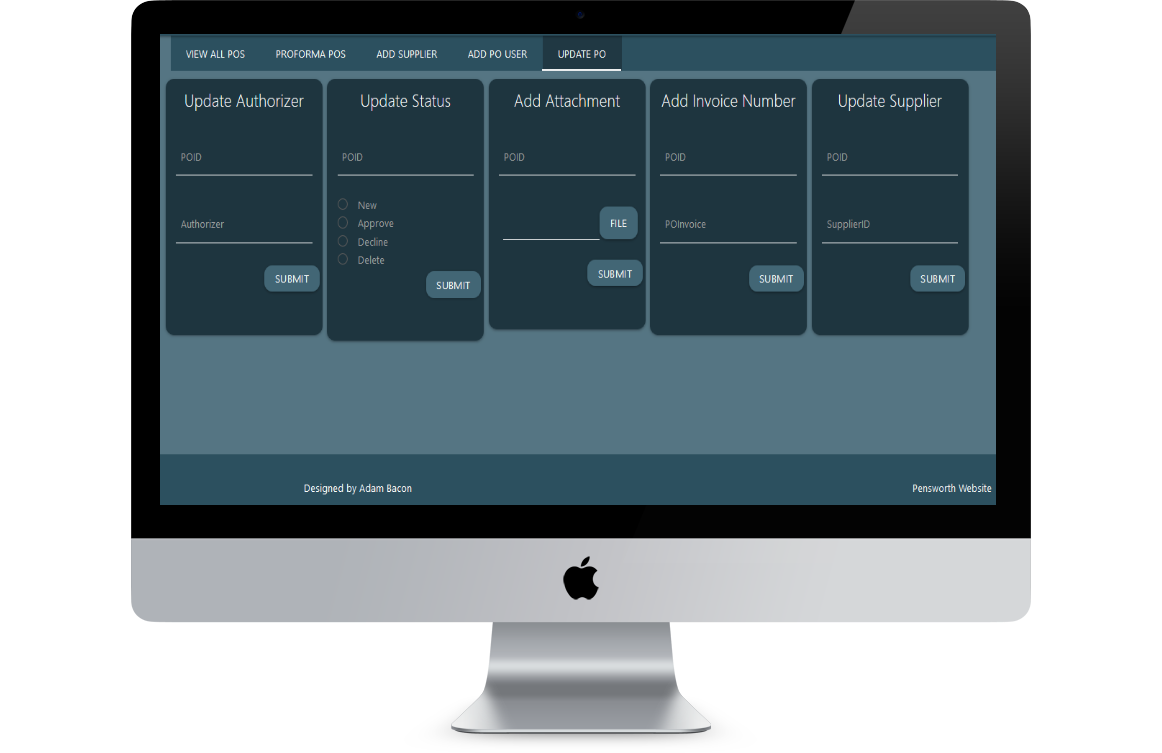 VIEW ALL POS
PROFORMA POS
ADD SUPPLIER
ADD PO USER
UPDATE PO
Update Authorizer
POID
Authorizer
SUBMIT
Update Status
POID
New
Approve
Decline
Delete
SUBMIT
Add Attachment
POID
FILE
SUBMIT
Add Invoice Number
POID
POInvoice
SUBMIT
Update Supplier
POID
SupplierID
SUBMIT
Designed by Adam Bacon
Pensworth Website